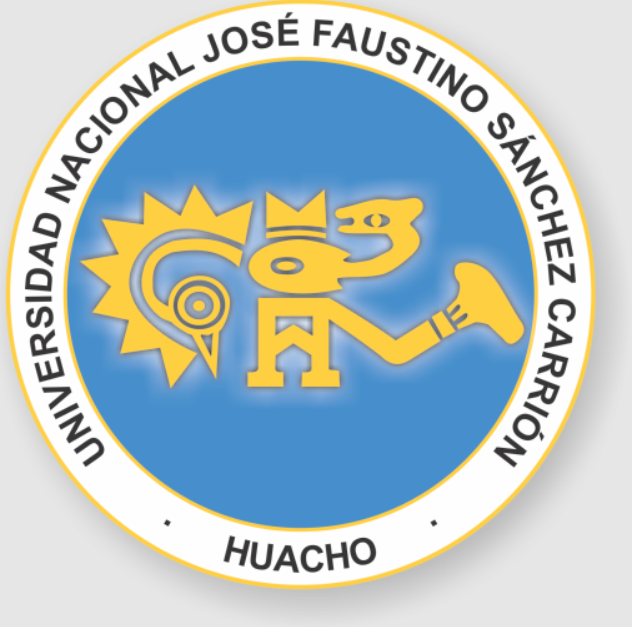 UNIVERSIDAD NACIONAL JOSÉ FAUSTINO SÁNCHEZ CARRIÓN
HUACHO